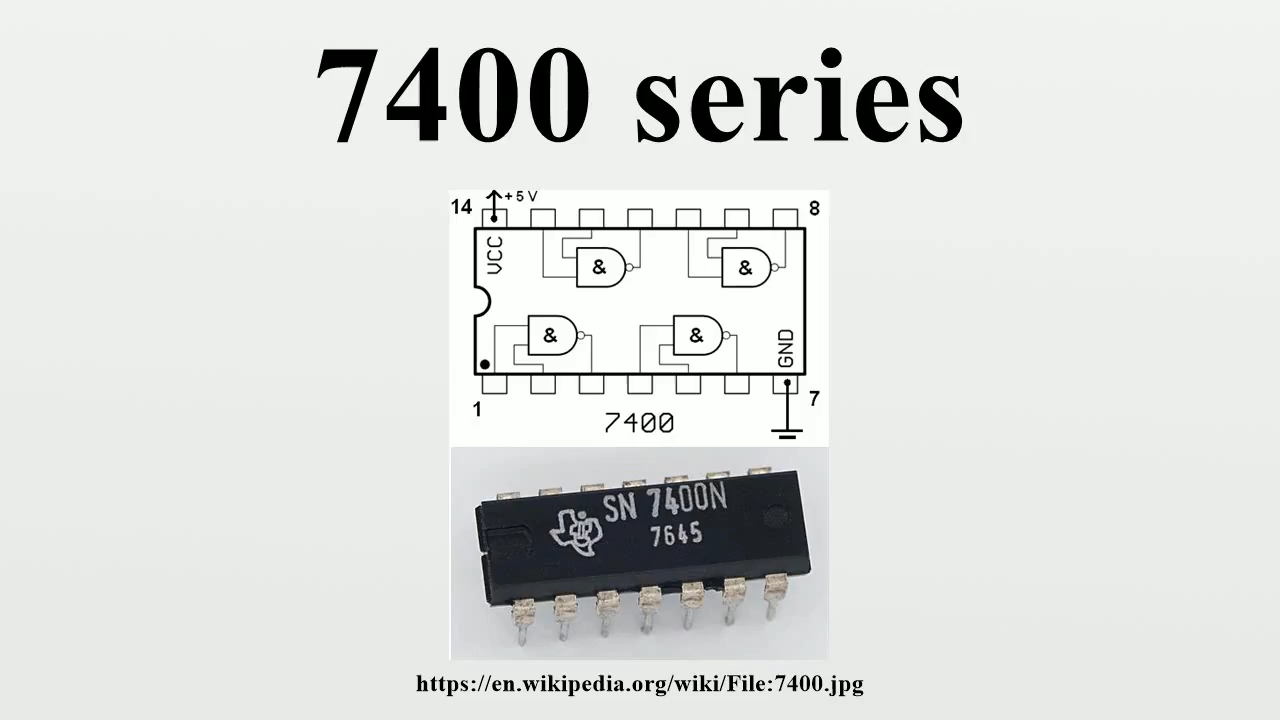 7400 series
14 +5V 8
VCC
& &
& &
GND
1 7
7400
SN 7400N
7645
https://en.wikipedia.org/wiki/File:7400.jpg